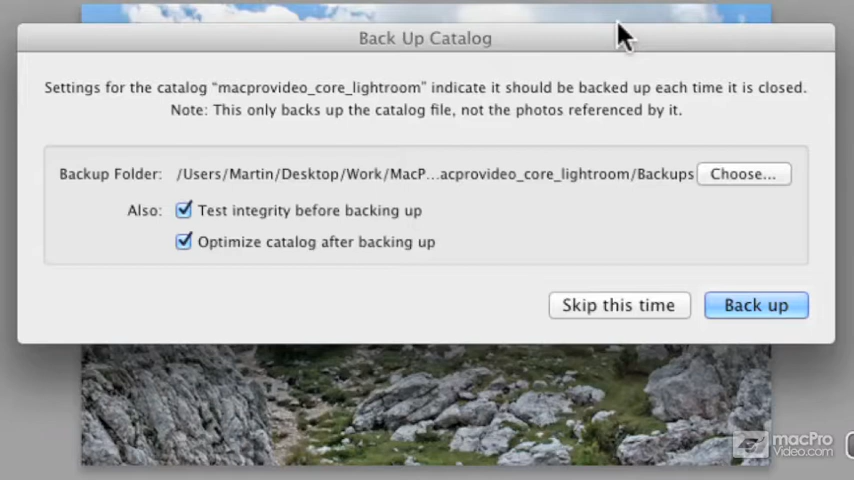 Back Up Catalog
Settings for the catalog “macprovideo_core_lightroom” indicate it should be backed up each time it is closed.
Note: This only backs up the catalog file, not the photos referenced by it.
Backup Folder: /Users/Martin/Desktop/Work/MacP...acprovideo_core_lightroom/Backups Choose...
Also: Test integrity before backing up
Optimize catalog after backing up
Skip this time Back up
macPro
Video.com